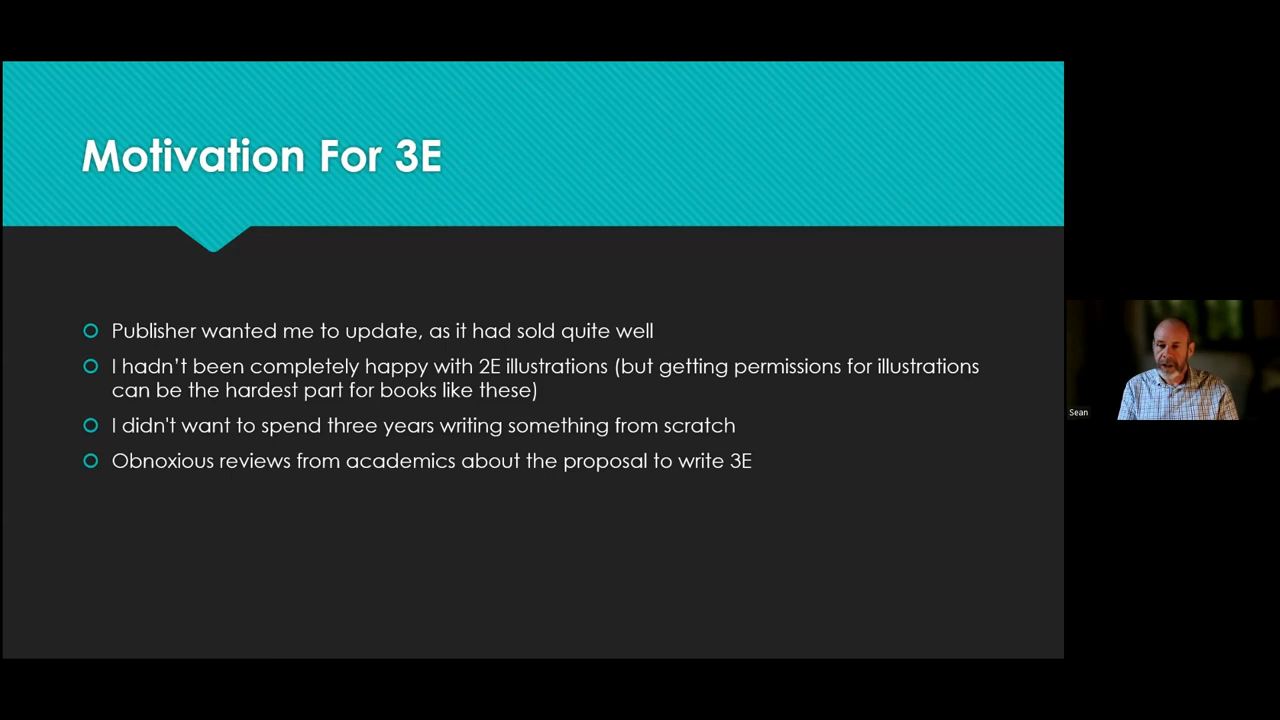 Motivation For 3E
Publisher wanted me to update, as it had sold quite well
I hadn’t been completely happy with 2E illustrations (but getting permissions for illustrations
can be the hardest part for books like these)
I didn't want to spend three years writing something from scratch
Obnoxious reviews from academics about the proposal to write 3E
Sean